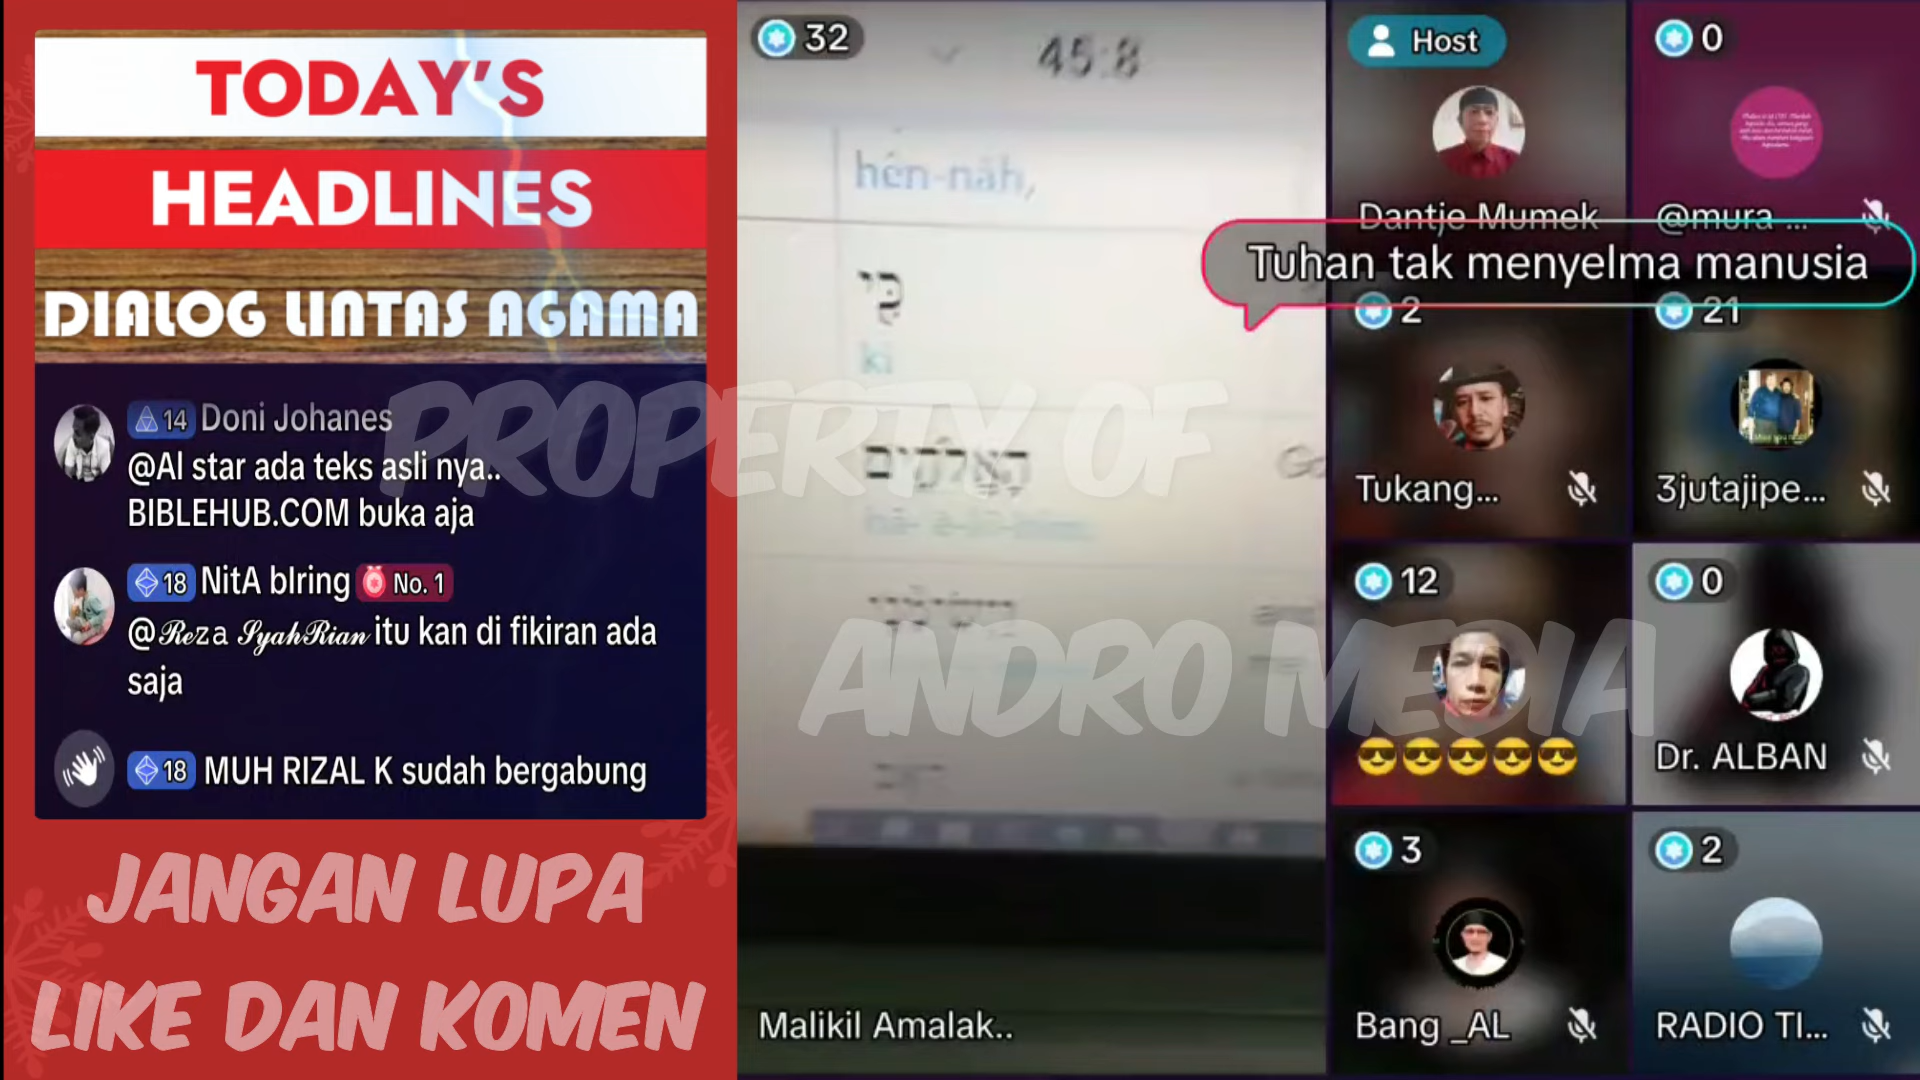 TODAY'S
HEADLINES
DIALOG LINTAS AGAMA
14 Doni Johanes
@Al star ada teks asli nya..
BIBLEHUB.COM buka aja
18 NitA bIring No. 1
@𝓡𝓮𝔃𝓪 𝓢𝔂𝓪𝓱𝓡𝓲𝓪𝓷 itu kan di fikiran ada
saja
18 MUH RIZAL K sudah bergabung
JANGAN LUPA
LIKE DAN KOMEN
PROPERTY OF
ANDRO MEDIA
32
45:8
hên-nāh,
כִּ֚י
ki
Malikil Amalak..
Host
Dantje Mumek
0
@mura ...
Tuhan tak menyelma manusia
2
Tukang...
21
3jutajipe...
12
😎😎😎😎😎
0
Dr. ALBAN
3
Bang _AL
2
RADIO TI...